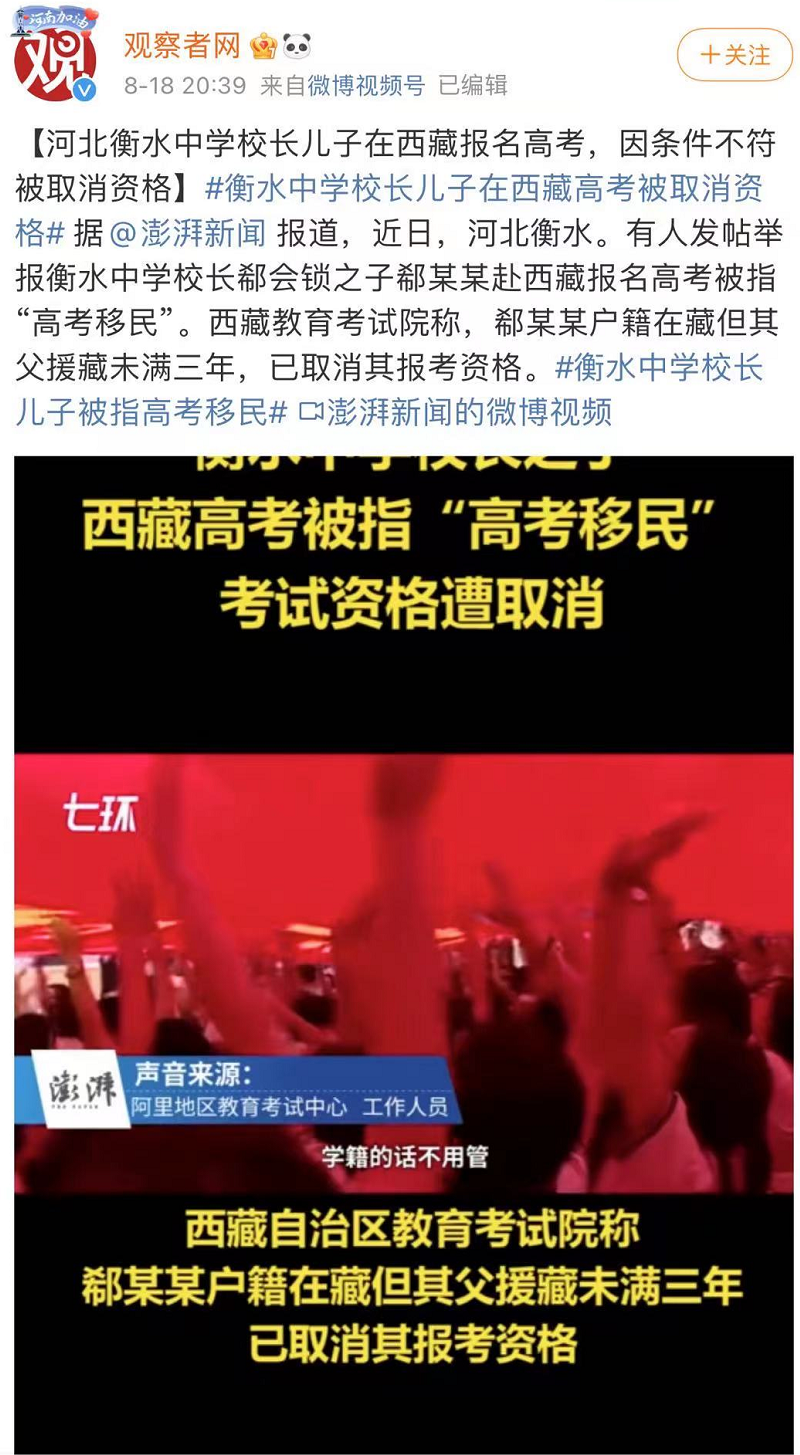 河南加油
观
观察者网
+关注
8-18 20:39 来自微博视频号 已编辑
【河北衡水中学校长儿子在西藏报名高考，因条件不符
被取消资格】#衡水中学校长儿子在西藏高考被取消资
格# 据 @澎湃新闻 报道，近日，河北衡水。有人发帖举
报衡水中学校长郗会锁之子郗某某赴西藏报名高考被指
“高考移民”。西藏教育考试院称，郗某某户籍在藏但其
父援藏未满三年，已取消其报考资格。#衡水中学校长
儿子被指高考移民# 澎湃新闻的微博视频
衡水中学校长之子
西藏高考被指“高考移民”
考试资格遭取消
七环
澎湃
THE PAPER
声音来源：
阿里地区教育考试中心 工作人员
学籍的话不用管
西藏自治区教育考试院称
郗某某户籍在藏但其父援藏未满三年
已取消其报考资格